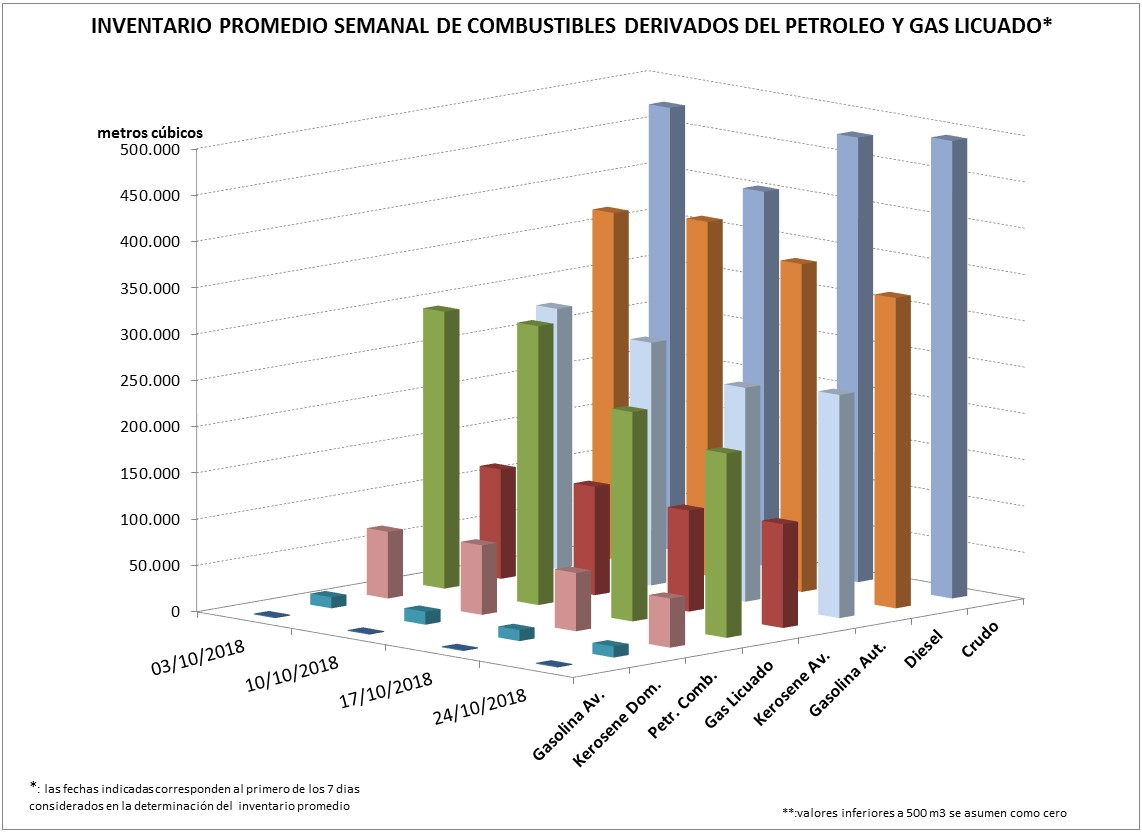 INVENTARIO PROMEDIO SEMANAL DE COMBUSTIBLES DERIVADOS DEL PETROLEO Y GAS LICUADO*
metros cúbicos
500.000
450.000
400.000
350.000
300.000
250.000
200.000
150.000
100.000
50.000
0
03/10/2018
10/10/2018
17/10/2018
24/10/2018
Gasolina Av.
Kerosene Dom.
Petr. Comb.
Gas Licuado
Kerosene Av.
Gasolina Aut.
Diesel
Crudo
*: las fechas indicadas corresponden al primero de los 7 dias
considerados en la determinación del inventario promedio
**:valores inferiores a 500 m3 se asumen como cero